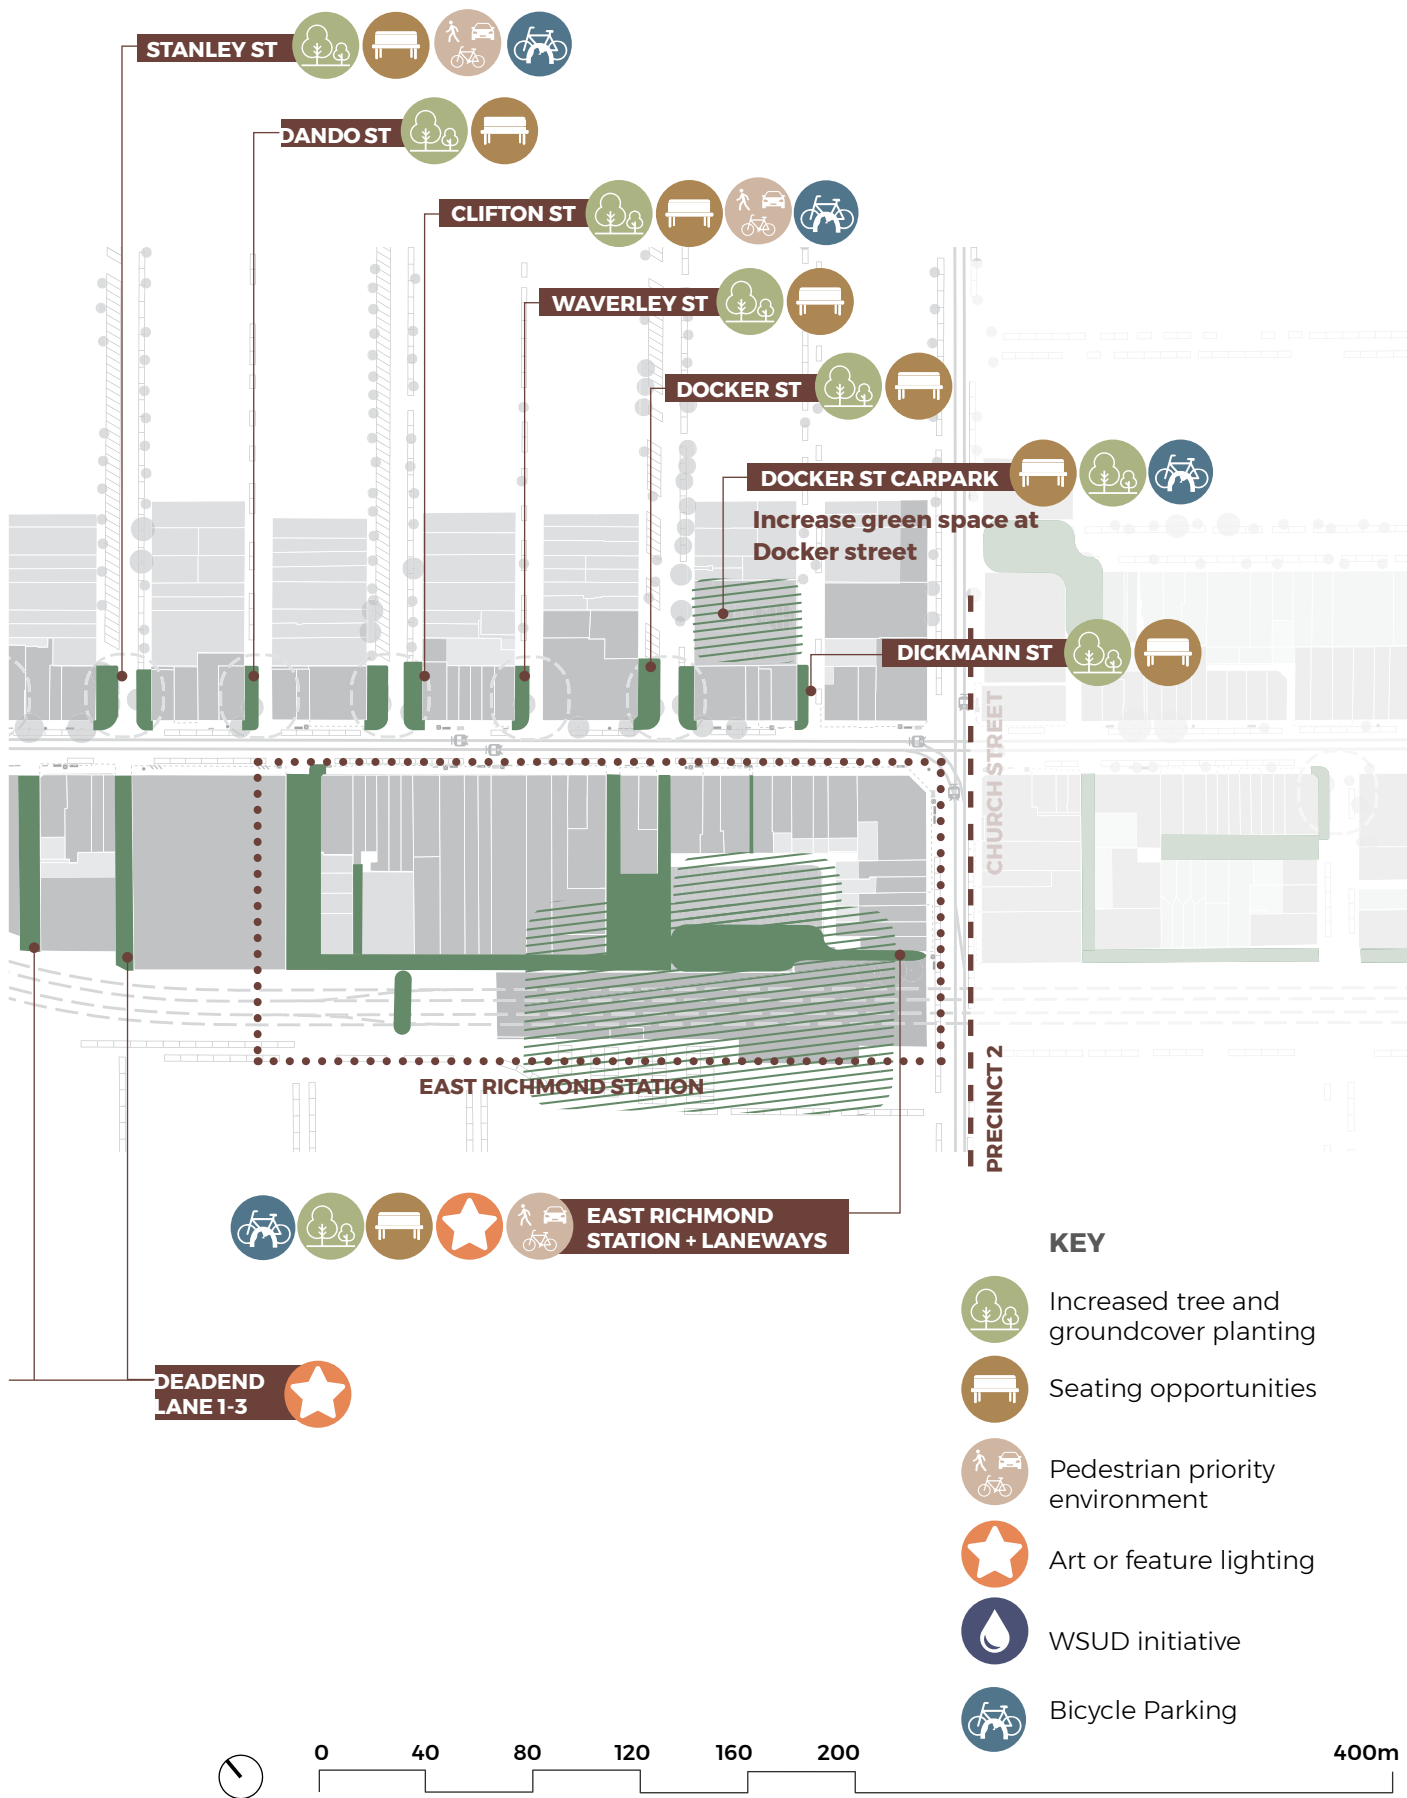 STANLEY ST
DANDO ST
CLIFTON ST
WAVERLEY ST
DOCKER ST
DOCKER ST CARPARK
Increase green space at
Docker street
DICKMANN ST
CHURCH STREET
EAST RICHMOND STATION
PRECINCT 2
EAST RICHMOND
STATION + LANEWAYS
DEADEND
LANE 1-3
KEY
Increased tree and
groundcover planting
Seating opportunities
Pedestrian priority
environment
Art or feature lighting
WSUD initiative
Bicycle Parking
0 40 80 120 160 200 400m